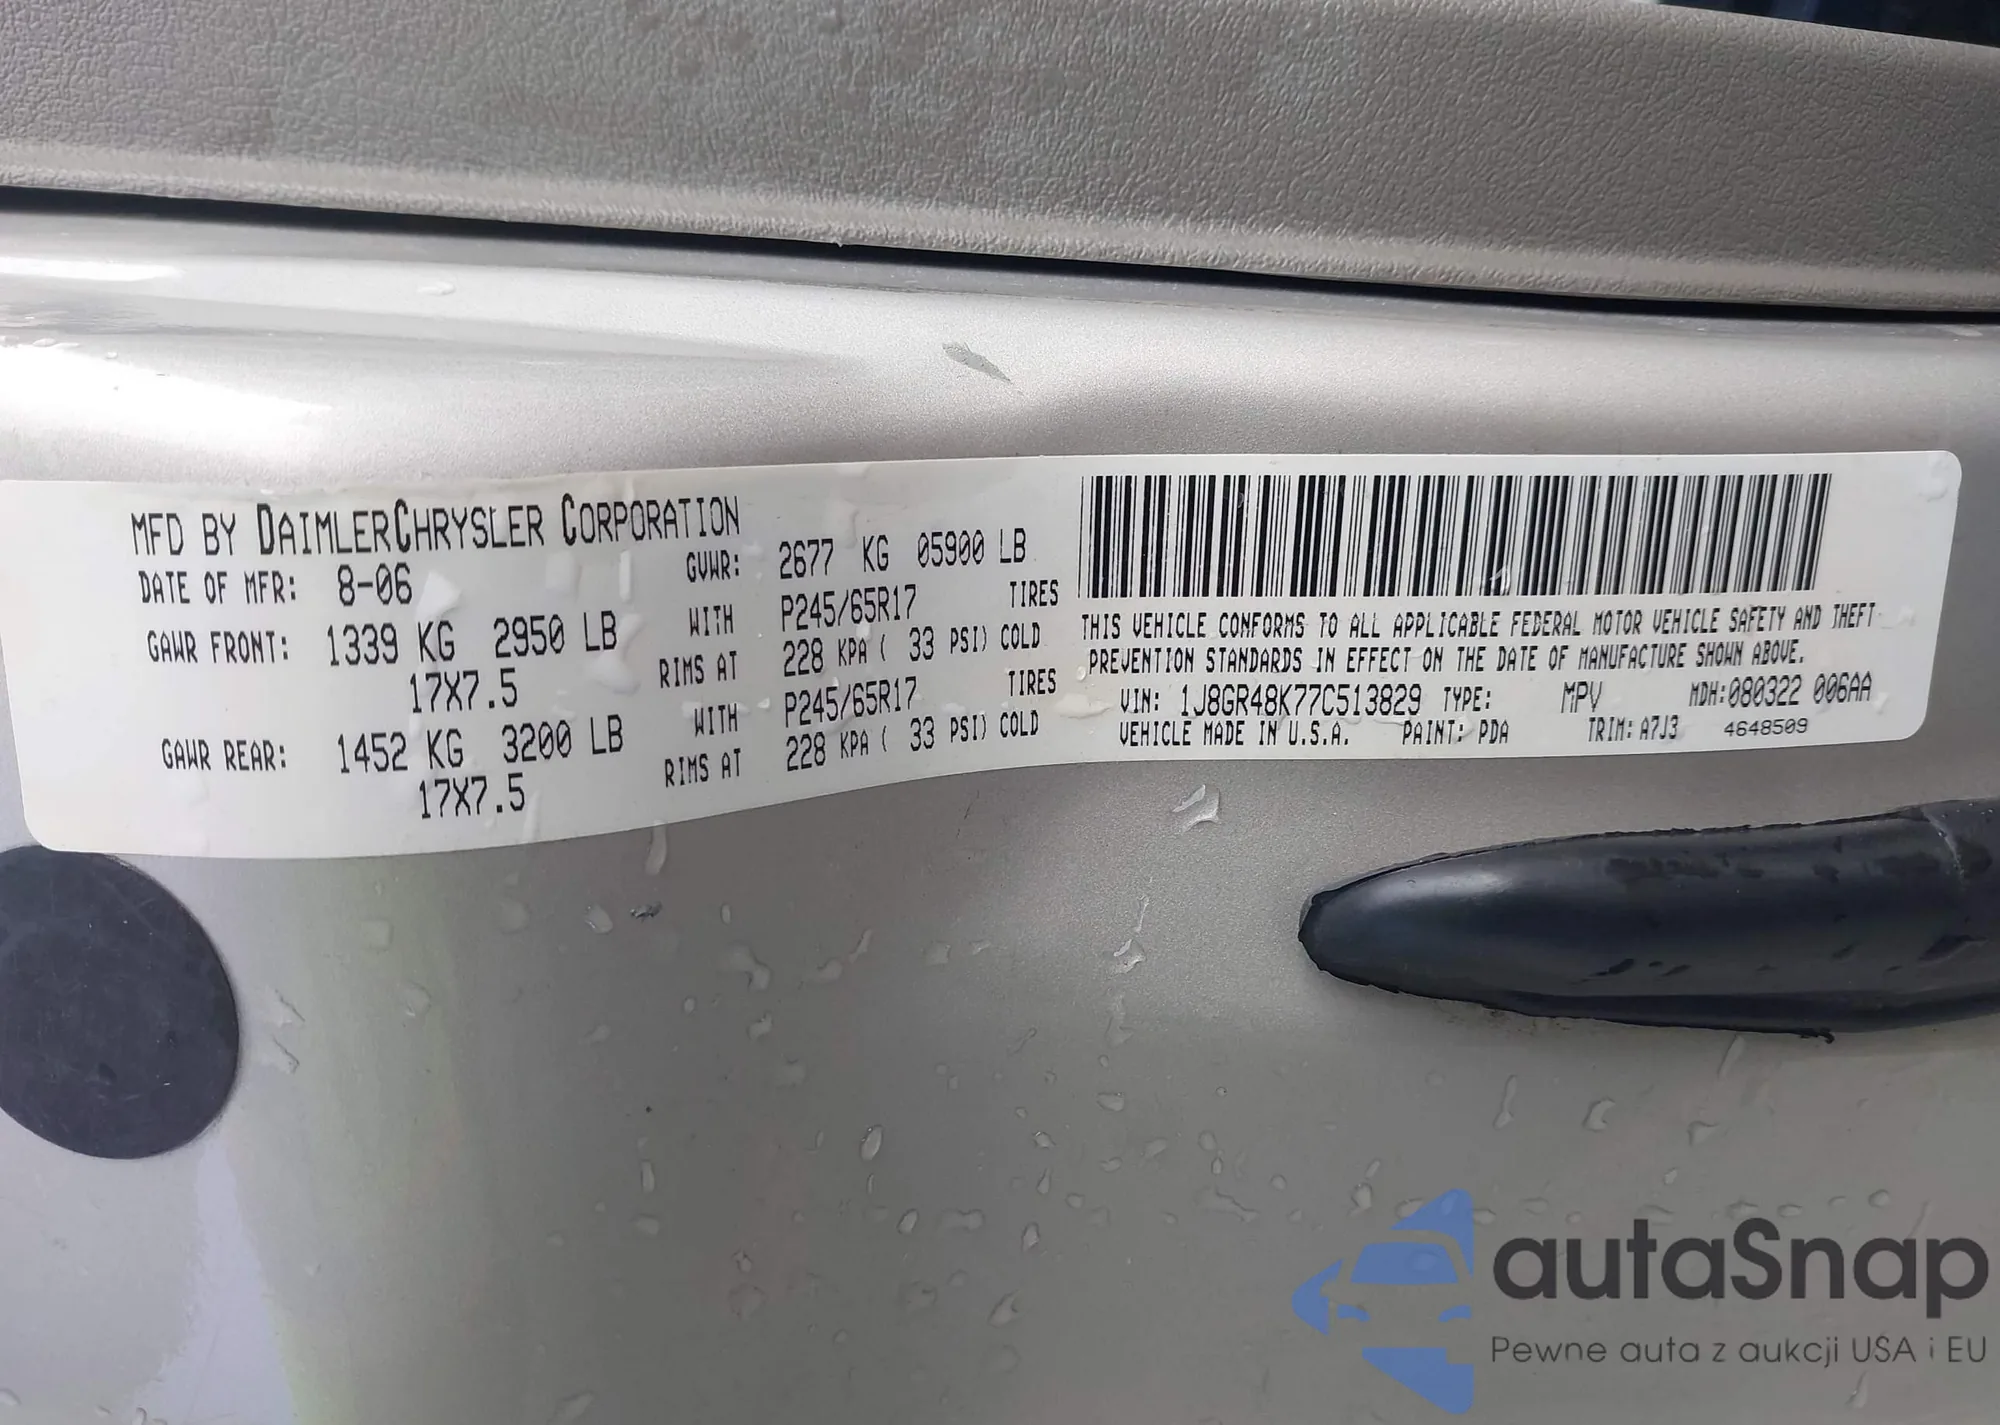 MFD BY DAIMLERCHRYSLER CORPORATION
DATE OF MFR: 8-06 GVWR: 2677 KG 05900 LB
GAWR FRONT: 1339 KG 2950 LB WITH P245/65R17 TIRES
17X7.5 RIMS AT 228 KPA ( 33 PSI) COLD
GAWR REAR: 1452 KG 3200 LB WITH P245/65R17 TIRES
17X7.5 RIMS AT 228 KPA ( 33 PSI) COLD
THIS VEHICLE CONFORMS TO ALL APPLICABLE FEDERAL MOTOR VEHICLE SAFETY AND THEFT
PREVENTION STANDARDS IN EFFECT ON THE DATE OF MANUFACTURE SHOWN ABOVE.
VIN: 1J8GR48K77C513829 TYPE: MPV MDH:080322 006AA
VEHICLE MADE IN U.S.A. PAINT: PDA TRIM: A7J3 4648509
autaSnap
Pewne auta z aukcji USA i EU